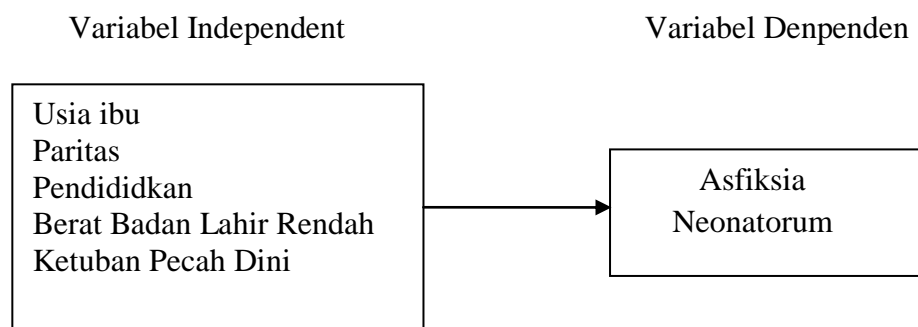 Variabel Independent
Variabel Denpenden
Usia ibu
Paritas
Pendididkan
Berat Badan Lahir Rendah
Ketuban Pecah Dini
Asfiksia
Neonatorum